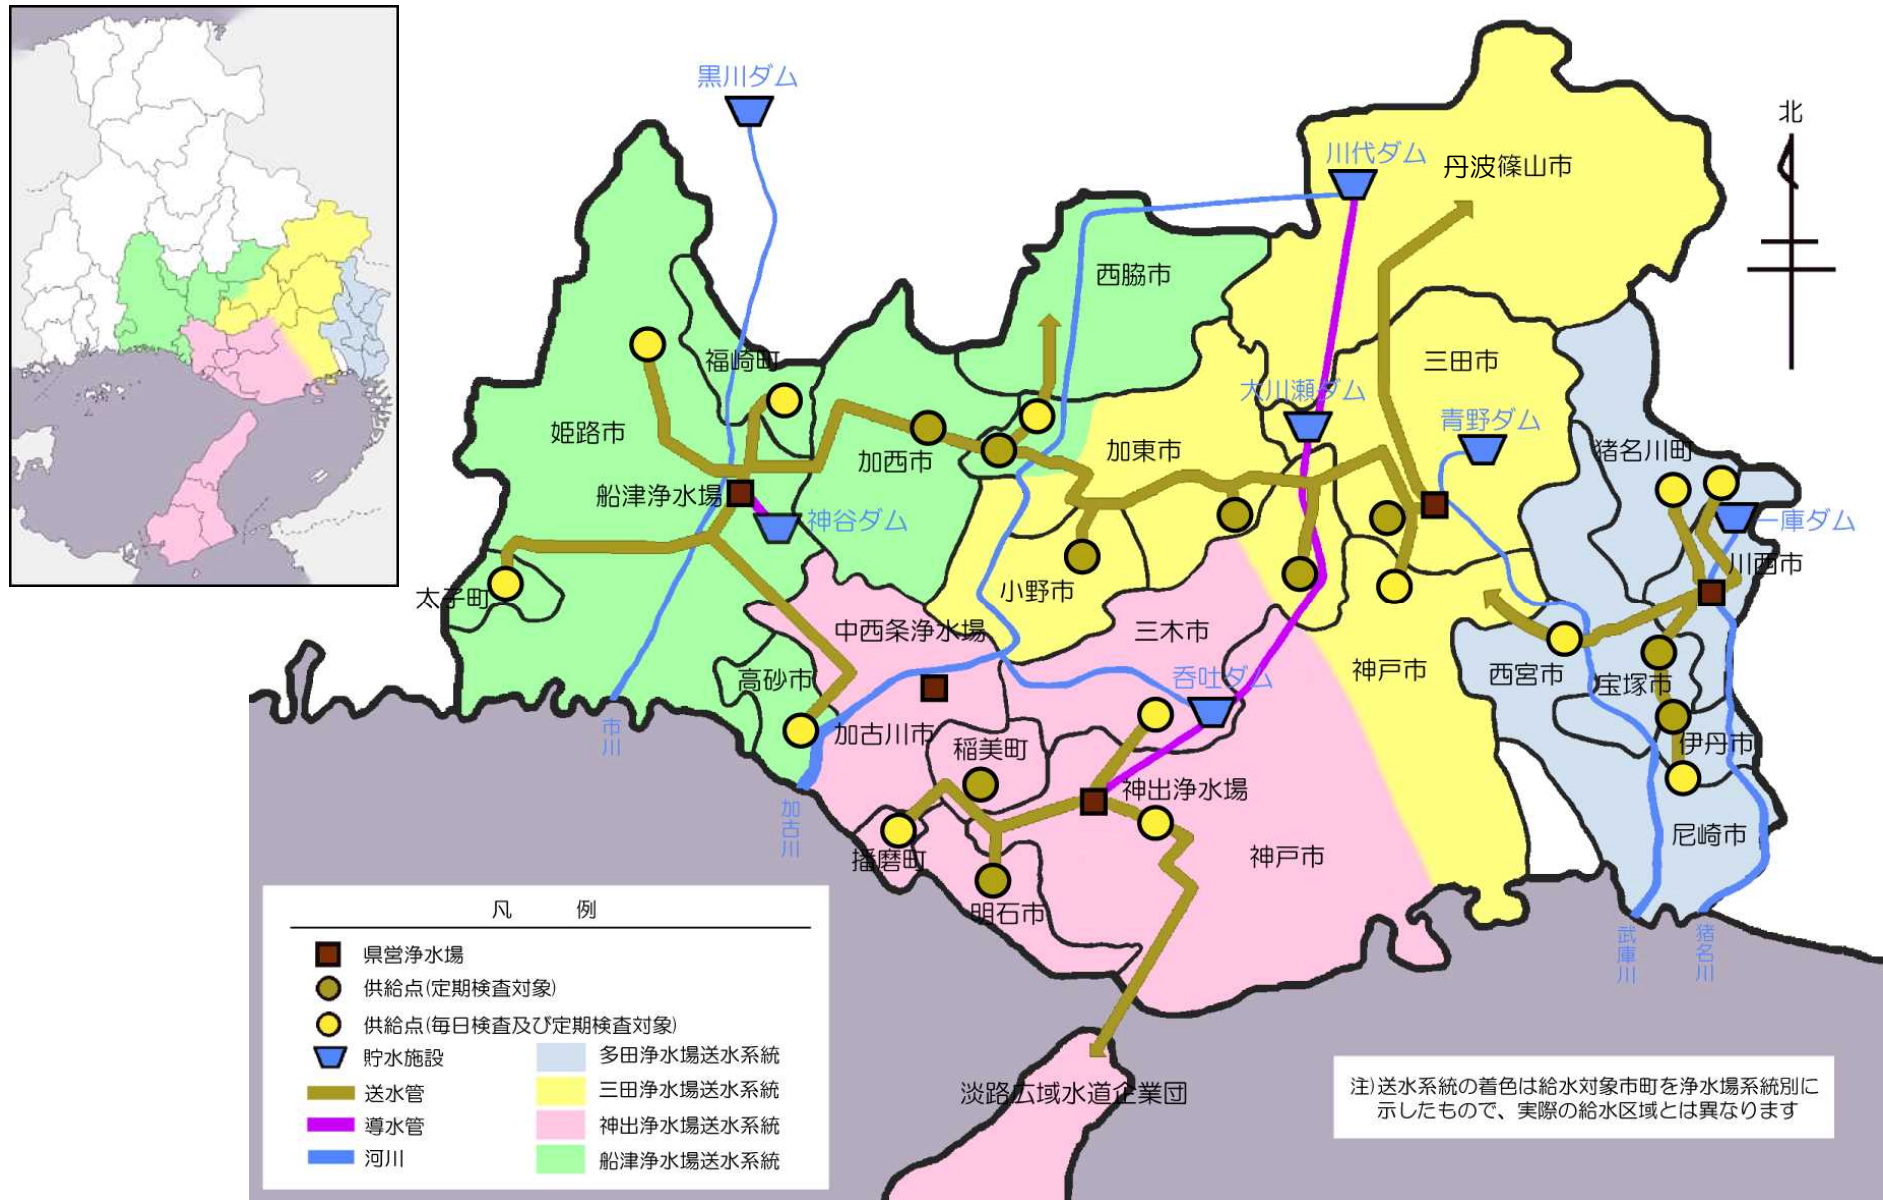 黒川ダム
北
川代ダム
丹波篠山市
西脇市
福崎町
三田市
大川瀬ダム
青野ダム
姫路市
加西市
加東市
猪名川町
船津浄水場
神谷ダム
一庫ダム
川西市
太子町
小野市
中西条浄水場
三木市
神戸市
西宮市
宝塚市
高砂市
呑吐ダム
市川
加古川市
稲美町
伊丹市
神出浄水場
加古川
尼崎市
播磨町
神戸市
明石市
武庫川
猪名川
凡例
県営浄水場
供給点(定期検査対象)
供給点(毎日検査及び定期検査対象)
貯水施設
送水管
導水管
河川
多田浄水場送水系統
三田浄水場送水系統
神出浄水場送水系統
船津浄水場送水系統
淡路広域水道企業団
注)送水系統の着色は給水対象市町を浄水場系統別に
示したもので、実際の給水区域とは異なります